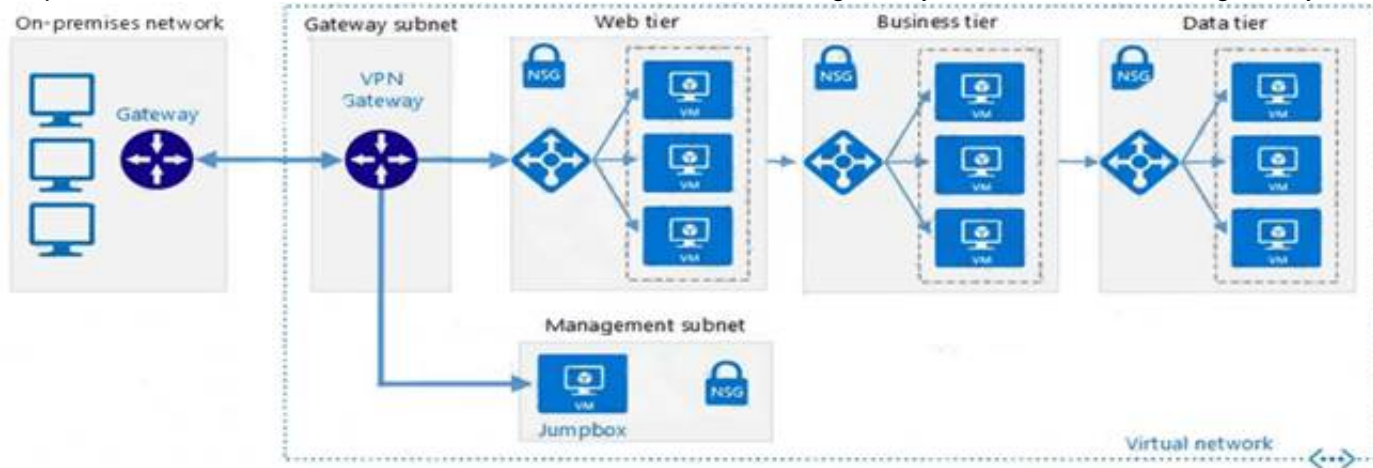 On-premises network
Gateway subnet
Web tier
Business tier
Data tier
Gateway
VPN
Gateway
NSG
VM
VM
VM
NSG
VM
VM
VM
NSG
VM
VM
VM
Management subnet
VM
Jumpbox
NSG
Virtual network